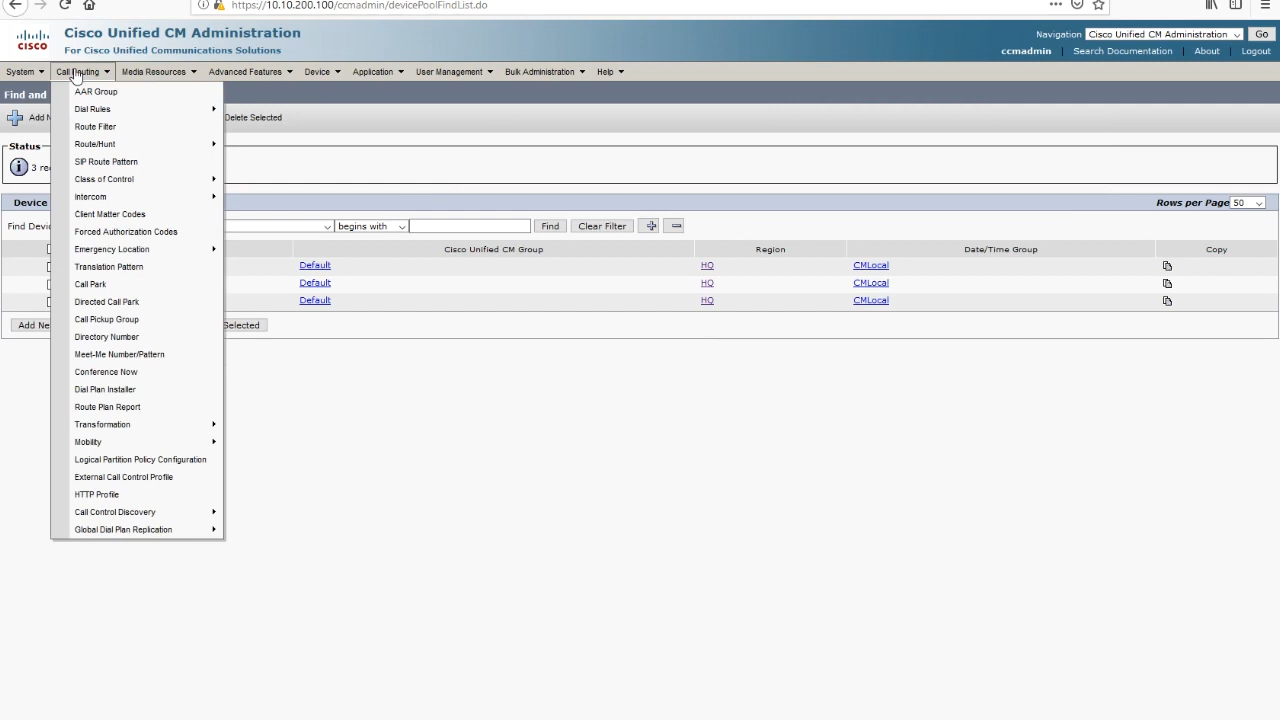 https://10.10.200.100/ccmadmin/devicePoolFindList.do
CISCO
Cisco Unified CM Administration
For Cisco Unified Communications Solutions
Navigation Cisco Unified CM Administration Go
ccmadmin Search Documentation About Logout
System Call Routing Media Resources Advanced Features Device Application User Management Bulk Administration Help
Find and
Add N
Delete Selected
Status
3 re
Device
Rows per Page 50
Find Devi
begins with Find Clear Filter
Cisco Unified CM Group Region Date/Time Group Copy
Default HQ CMLocal
Default HQ CMLocal
Default HQ CMLocal
Add Ne
Selected
AAR Group
Dial Rules
Route Filter
Route/Hunt
SIP Route Pattern
Class of Control
Intercom
Client Matter Codes
Forced Authorization Codes
Emergency Location
Translation Pattern
Call Park
Directed Call Park
Call Pickup Group
Directory Number
Meet-Me Number/Pattern
Conference Now
Dial Plan Installer
Route Plan Report
Transformation
Mobility
Logical Partition Policy Configuration
External Call Control Profile
HTTP Profile
Call Control Discovery
Global Dial Plan Replication